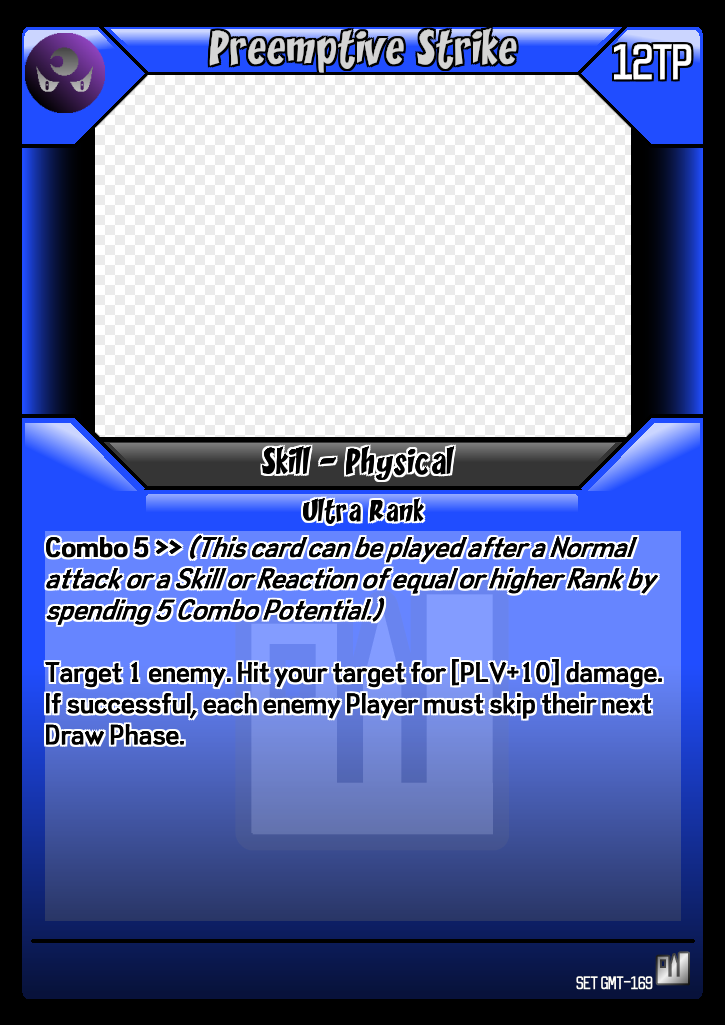 Preemptive Strike
12TP
Skill - Physical
Ultra Rank
Combo 5 >> (This card can be played after a Normal
attack or a Skill or Reaction of equal or higher Rank by
spending 5 Combo Potential.)
Target 1 enemy. Hit your target for [PLV+10] damage.
If successful, each enemy Player must skip their next
Draw Phase.
SET GMT-169